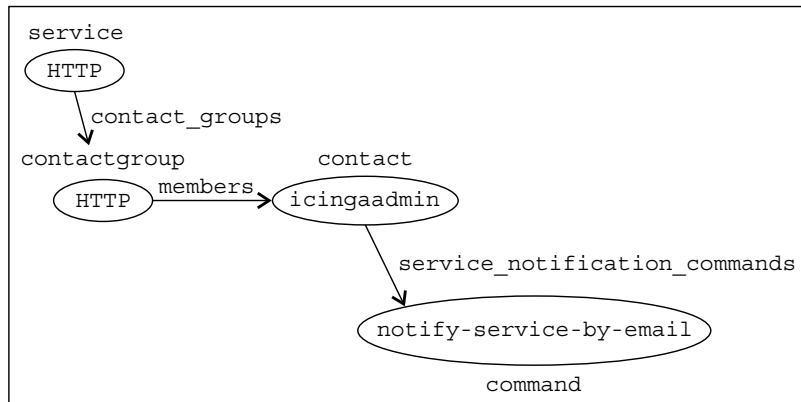 service
HTTP
contact_groups
contactgroup
contact
HTTP
members
icingaadmin
service_notification_commands
notify-service-by-email
command